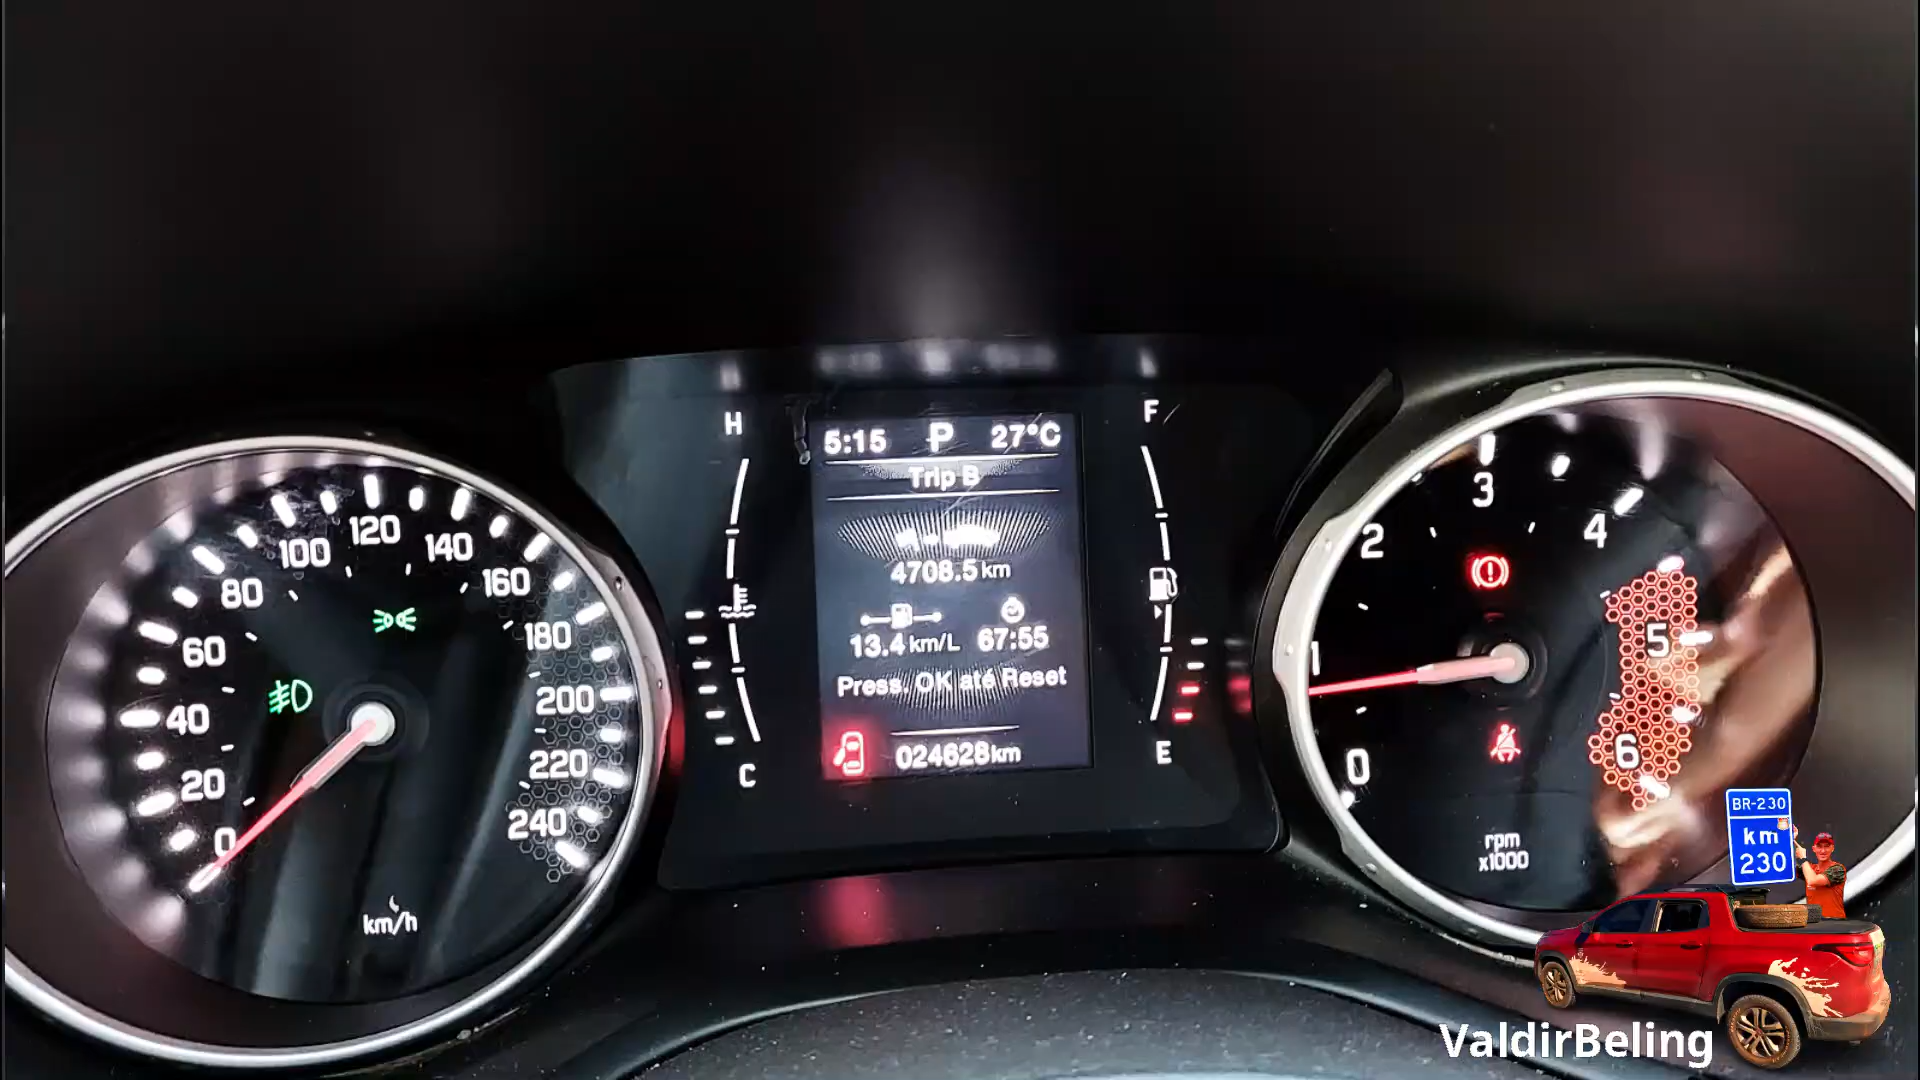 H
F
5:15 P 27°C
Trip B
4708.5 km
13.4 km/L 67:55
Press. OK até Reset
024628 km
C
E
0
20
40
60
80
100
120
140
160
180
200
220
240
km/h
0
1
2
3
4
5
6
rpm
x1000
BR-230
km
230
ValdirBeling